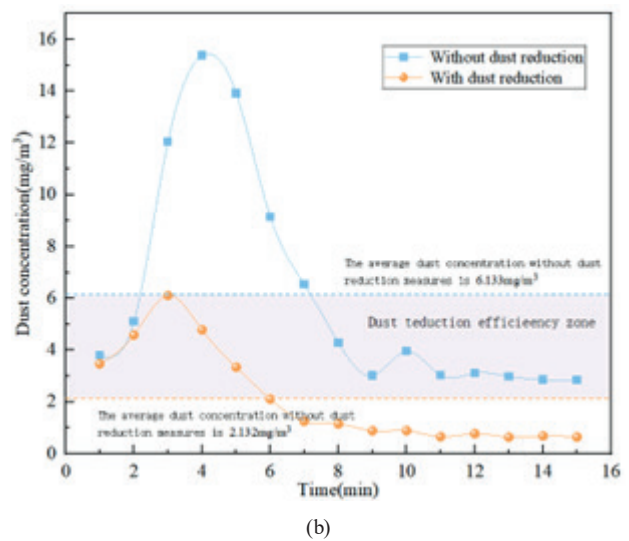 16
14
12
10
8
6
4
2
0
Dust concentration(mg/m³)
Without dust reduction
With dust reduction
The average dust concentration without dust
reduction measures is 6.133mg/m³
Dust teduction efficieency zone
The average dust concentration without dust
reduction measures is 2.132mg/m³
0 2 4 6 8 10 12 14 16
Time(min)
(b)